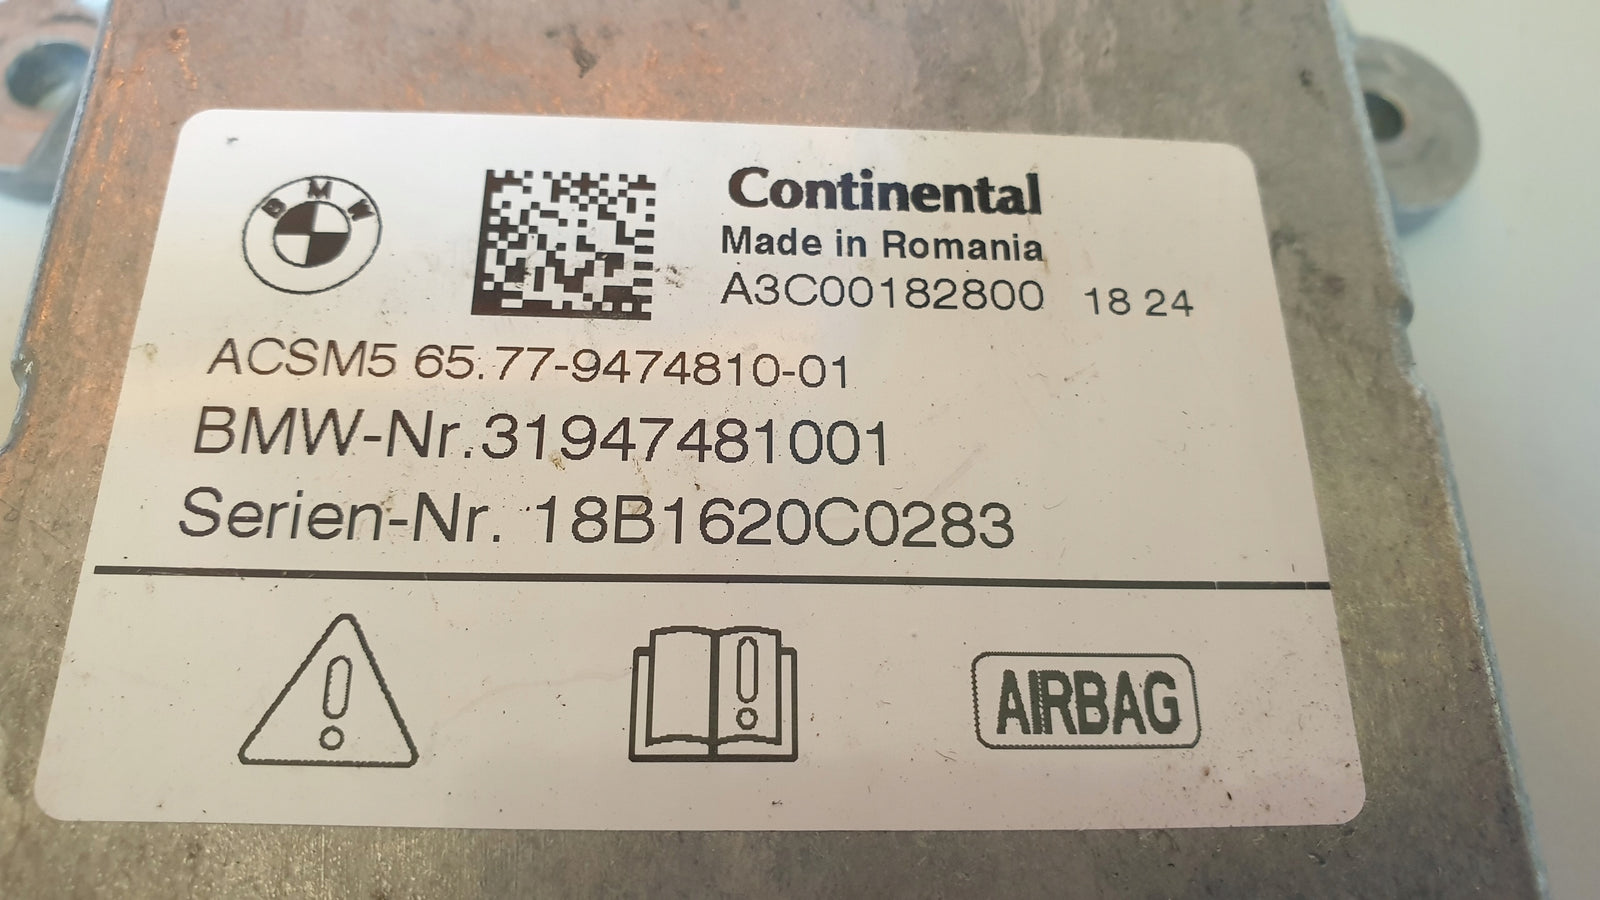 BMW
Continental
Made in Romania
A3C00182800 18 24
ACSM5 65.77-9474810-01
BMW-Nr.31947481001
Serien-Nr. 18B1620C0283
AIRBAG